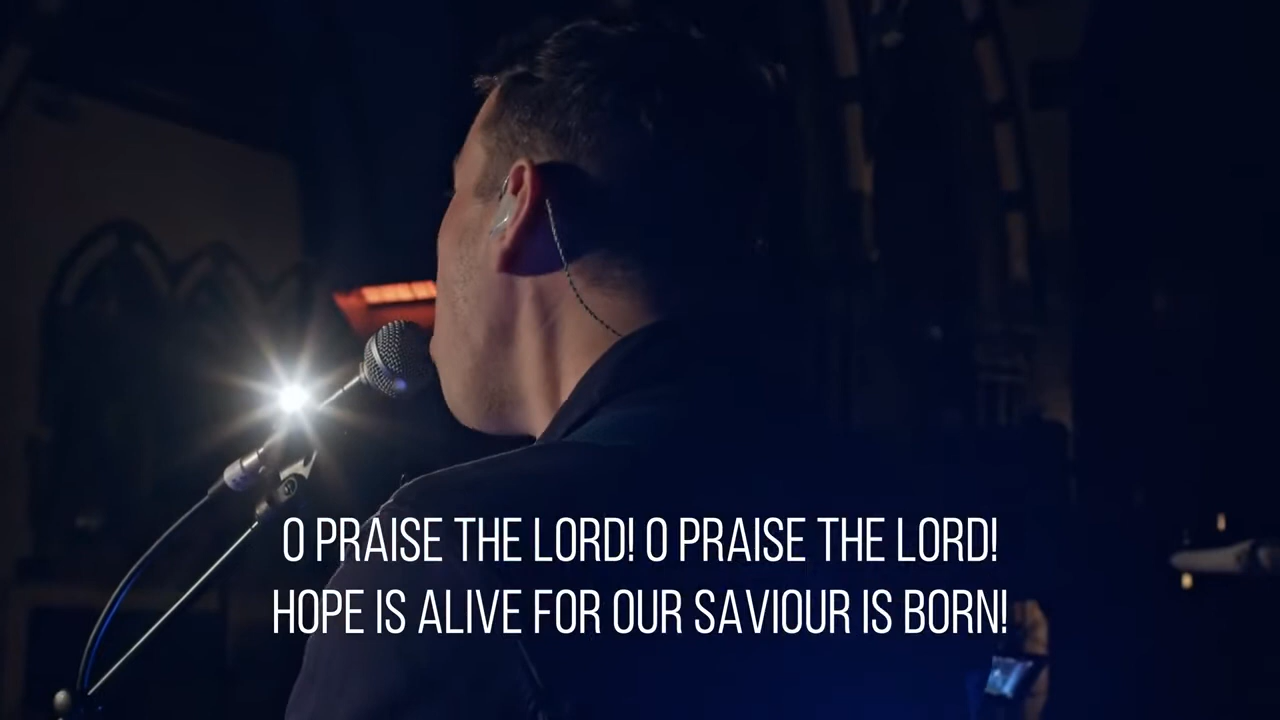 O PRAISE THE LORD! O PRAISE THE LORD!
HOPE IS ALIVE FOR OUR SAVIOUR IS BORN!